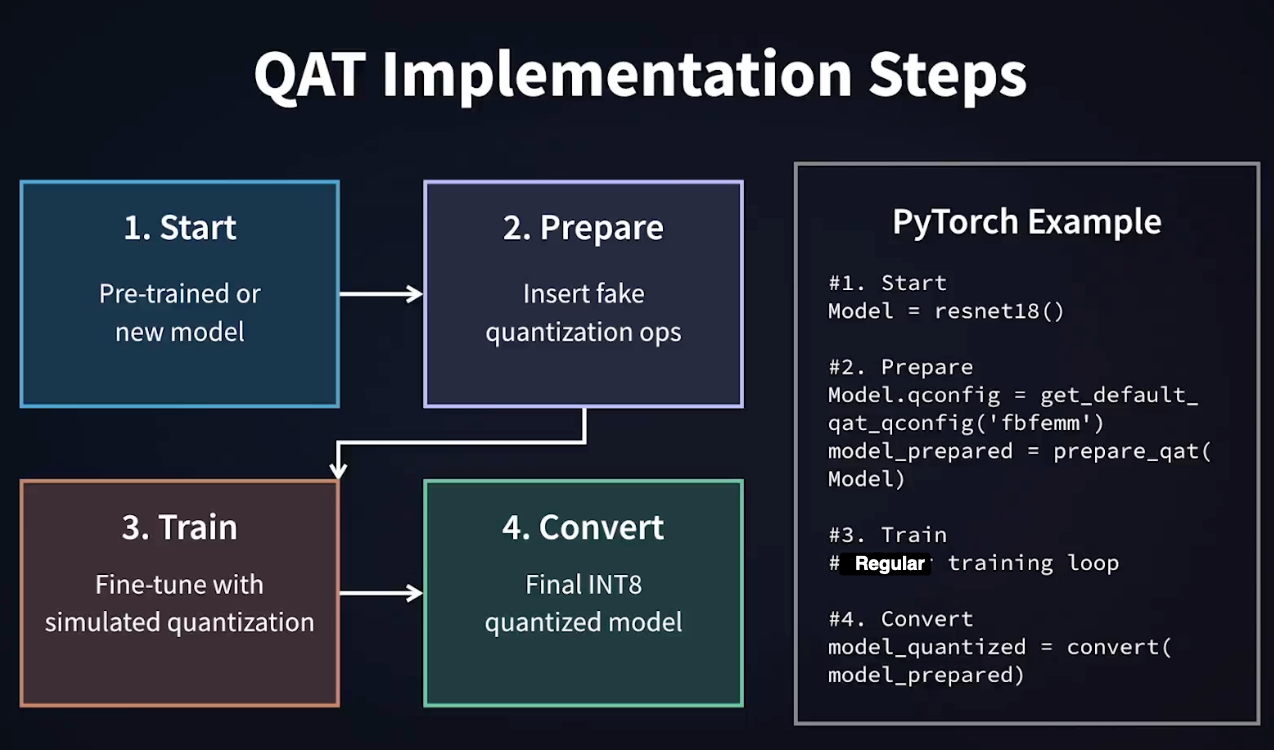 QAT Implementation Steps
1. Start
Pre-trained or
new model
2. Prepare
Insert fake
quantization ops
3. Train
Fine-tune with
simulated quantization
4. Convert
Final INT8
quantized model
PyTorch Example
#1. Start
Model = resnet18()
#2. Prepare
Model.qconfig = get_default_
qat_qconfig('fbfemm')
model_prepared = prepare_qat(
Model)
#3. Train
# Regular training loop
#4. Convert
model_quantized = convert(
model_prepared)